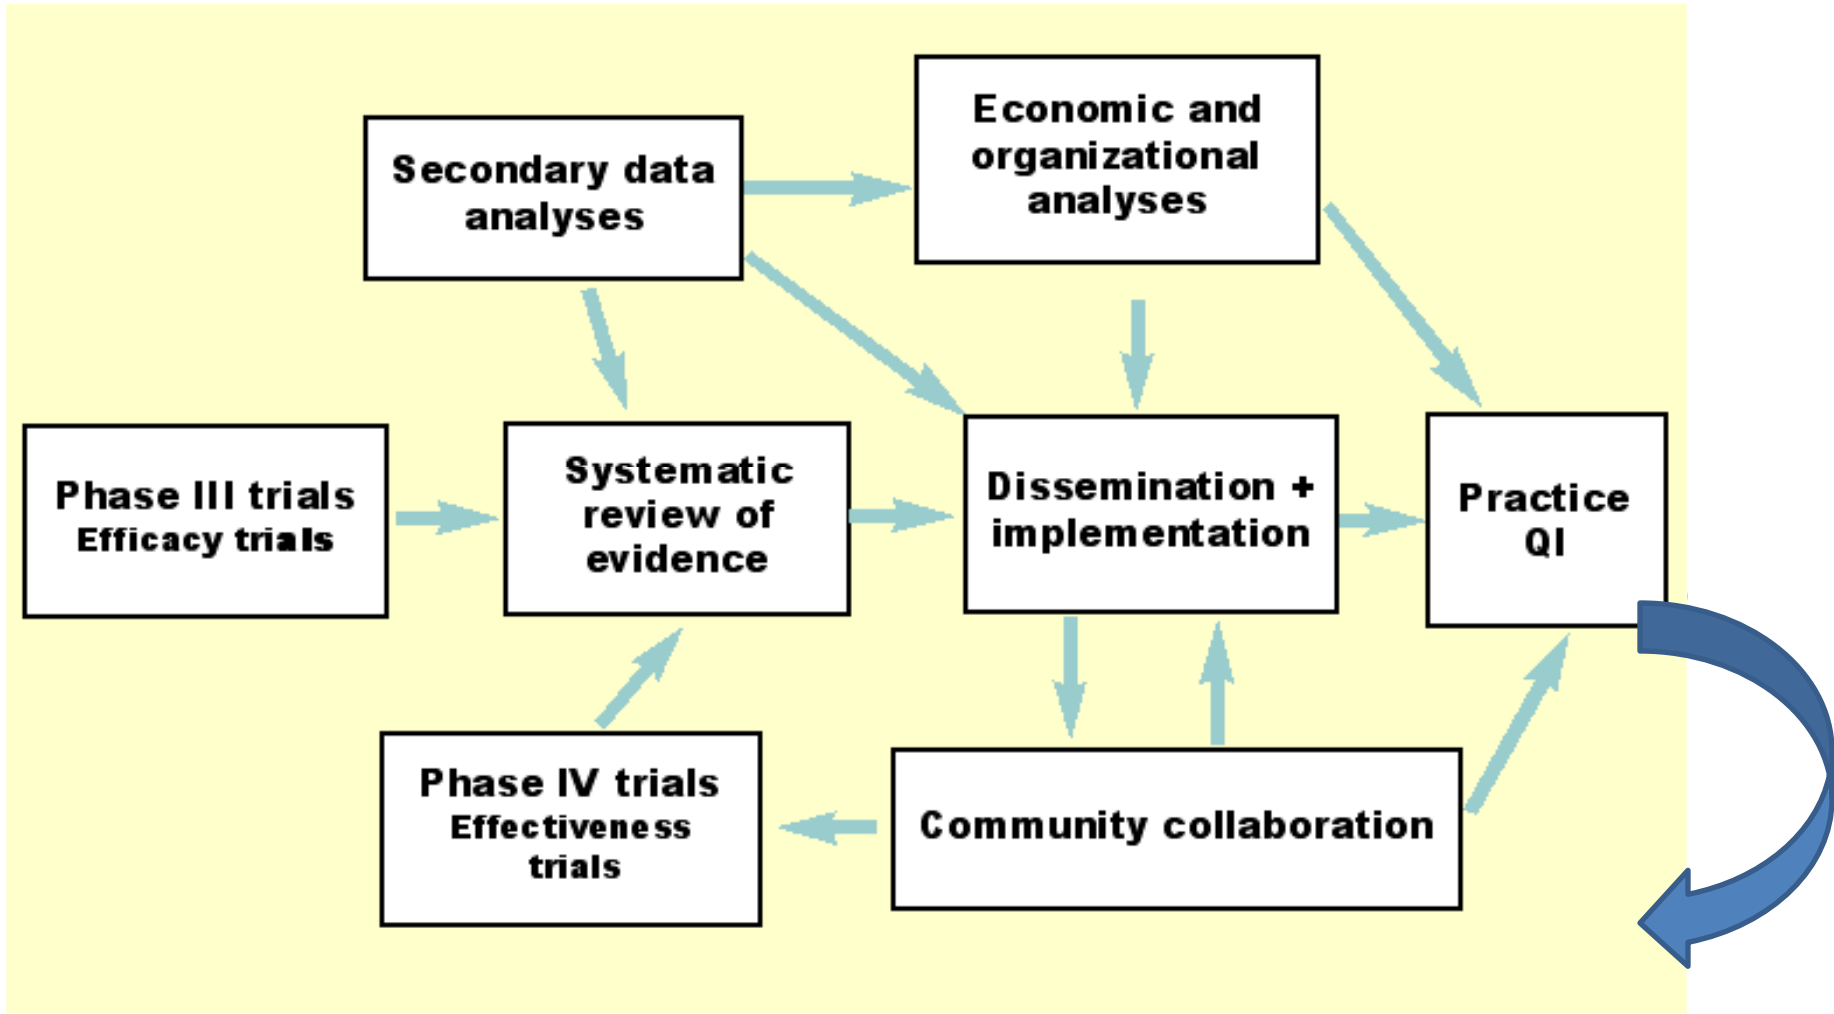 Economic and
organizational
analyses
Secondary data
analyses
Phase III trials
Efficacy trials
Systematic
review of
evidence
Dissemination +
implementation
Practice
QI
Phase IV trials
Effectiveness
trials
Community collaboration